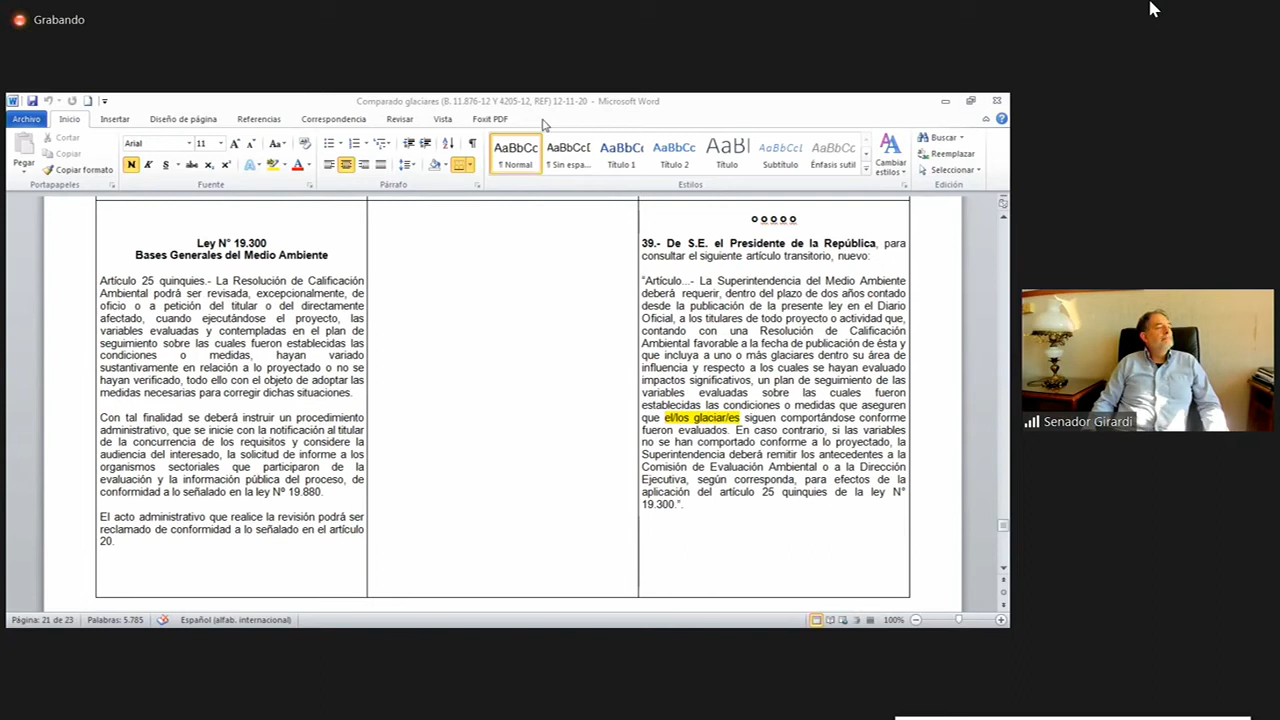 Grabando
Comparado glaciares (B. 11.876-12 Y 4205-12, REF) 12-11-20 - Microsoft Word
Archivo Inicio Insertar Diseño de página Referencias Correspondencia Revisar Vista Foxit PDF
Pegar
Cortar
Copiar
Copiar formato
Portapapeles
Arial 11
Fuente
Párrafo
AaBbCc AaBbCcD AaBbCc AaBbCc AaBl AaBbCcl AaBbCc
¶ Normal ¶ Sin espa... Título 1 Título 2 Título Subtítulo Énfasis sutil
Cambiar estilos
Estilos
Buscar
Reemplazar
Seleccionar
Edición
Ley N° 19.300
Bases Generales del Medio Ambiente
Artículo 25 quinquies.- La Resolución de Calificación
Ambiental podrá ser revisada, excepcionalmente, de
oficio o a petición del titular o del directamente
afectado, cuando ejecutándose el proyecto, las
variables evaluadas y contempladas en el plan de
seguimiento sobre las cuales fueron establecidas las
condiciones o medidas, hayan variado
sustantivamente en relación a lo proyectado o no se
hayan verificado, todo ello con el objeto de adoptar las
medidas necesarias para corregir dichas situaciones.
Con tal finalidad se deberá instruir un procedimiento
administrativo, que se inicie con la notificación al titular
de la concurrencia de los requisitos y considere la
audiencia del interesado, la solicitud de informe a los
organismos sectoriales que participaron de la
evaluación y la información pública del proceso, de
conformidad a lo señalado en la ley Nº 19.880.
El acto administrativo que realice la revisión podrá ser
reclamado de conformidad a lo señalado en el artículo
20.
o o o o o
39.- De S.E. el Presidente de la República, para
consultar el siguiente artículo transitorio, nuevo:
“Artículo...- La Superintendencia del Medio Ambiente
deberá requerir, dentro del plazo de dos años contado
desde la publicación de la presente ley en el Diario
Oficial, a los titulares de todo proyecto o actividad que,
contando con una Resolución de Calificación
Ambiental favorable a la fecha de publicación de ésta y
que incluya a uno o más glaciares dentro su área de
influencia y respecto a los cuales se hayan evaluado
impactos significativos, un plan de seguimiento de las
variables evaluadas sobre las cuales fueron
establecidas las condiciones o medidas que aseguren
que el/los glaciar/es siguen comportándose conforme
fueron evaluados. En caso contrario, si las variables
no se han comportado conforme a lo proyectado, la
Superintendencia deberá remitir los antecedentes a la
Comisión de Evaluación Ambiental o a la Dirección
Ejecutiva, según corresponda, para efectos de la
aplicación del artículo 25 quinquies de la ley N°
19.300.”.
Senador Girardi
Página: 21 de 23 Palabras: 5.785 Español (alfab. internacional) 100%